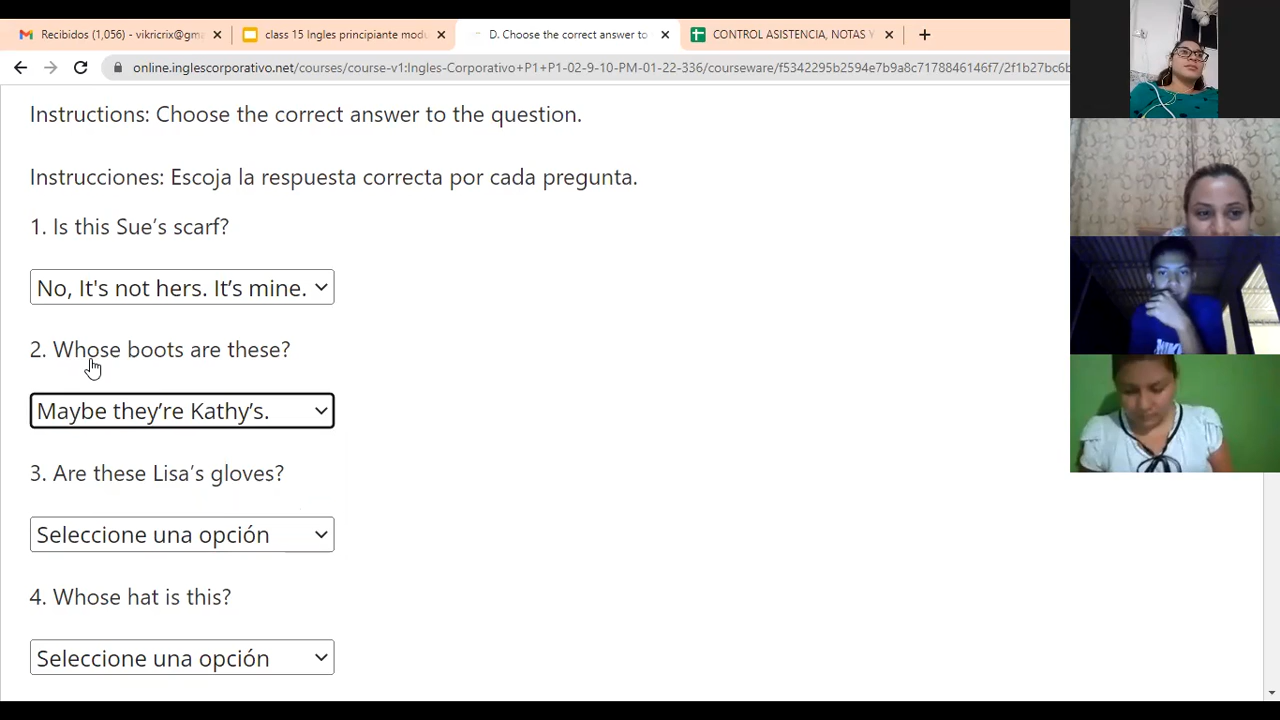 Recibidos (1,056) - vikricrix@gm
class 15 Ingles principiante mod
D. Choose the correct answer to
CONTROL ASISTENCIA, NOTAS Y
online.inglescorporativo.net/courses/course-v1:Ingles-Corporativo+P1+P1-02-9-10-PM-01-22-336/courseware/f5342295b2594e7b9a8c7178846146f7/2f1b27bc6b
Instructions: Choose the correct answer to the question.
Instrucciones: Escoja la respuesta correcta por cada pregunta.
1. Is this Sue’s scarf?
No, It's not hers. It’s mine.
2. Whose boots are these?
Maybe they’re Kathy’s.
3. Are these Lisa’s gloves?
Seleccione una opción
4. Whose hat is this?
Seleccione una opción